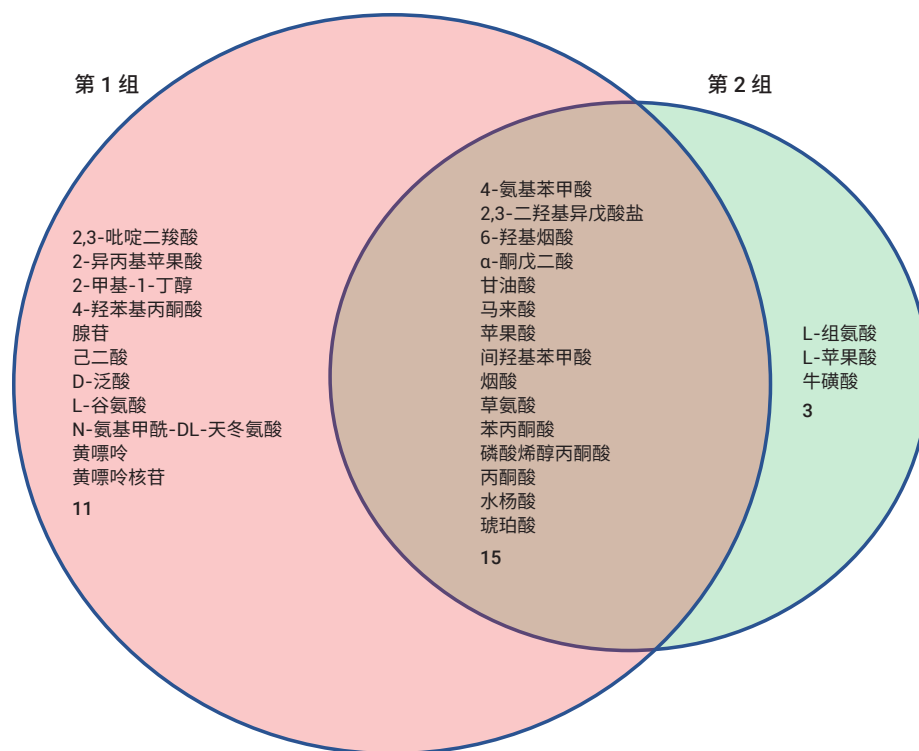 第 1 组
第 2 组
2,3-吡啶二羧酸
2-异丙基苹果酸
2-甲基-1-丁醇
4-羟苯基丙酮酸
腺苷
己二酸
D-泛酸
L-谷氨酸
N-氨基甲酰-DL-天冬氨酸
黄嘌呤
黄嘌呤核苷
11
4-氨基苯甲酸
2,3-二羟基异戊酸盐
6-羟基烟酸
α-酮戊二酸
甘油酸
马来酸
苹果酸
间羟基苯甲酸
烟酸
草氨酸
苯丙酮酸
磷酸烯醇丙酮酸
丙酮酸
水杨酸
琥珀酸
15
L-组氨酸
L-苹果酸
牛磺酸
3